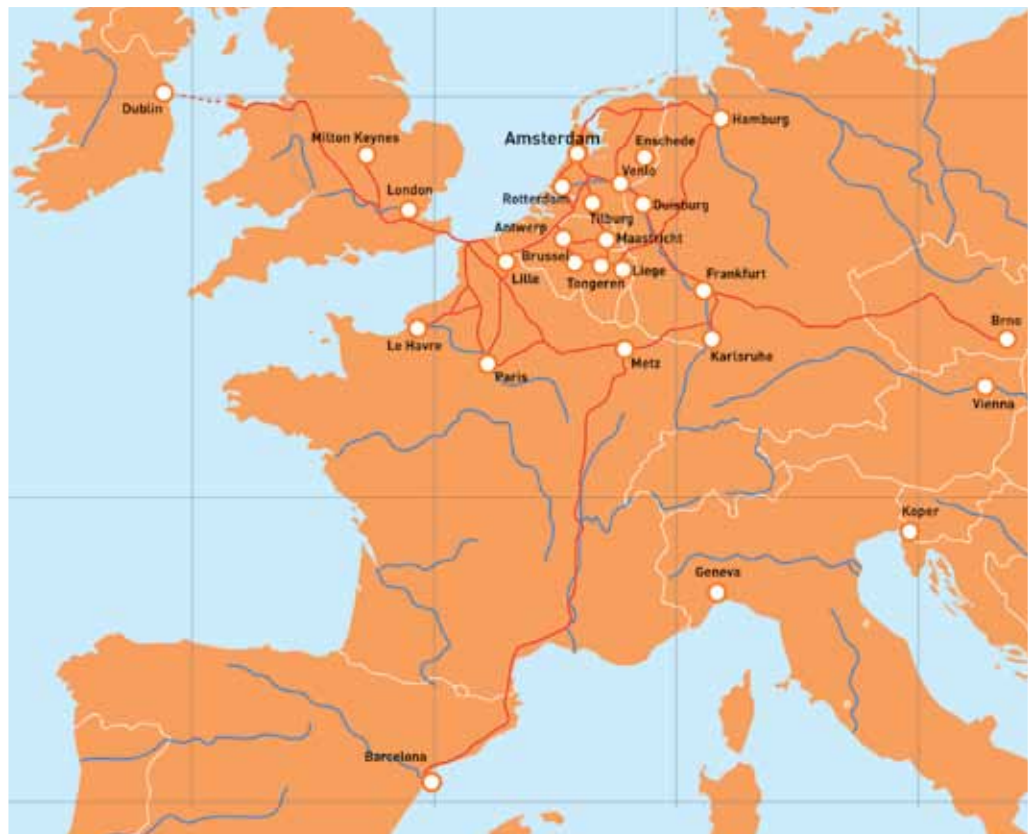 Dublin
Milton Keynes
London
Amsterdam
Enschede
Hamburg
Venlo
Rotterdam
Tilburg
Duisburg
Antwerp
Maastricht
Brussel
Lille
Tongeren
Liege
Frankfurt
Le Havre
Paris
Metz
Karlsruhe
Brno
Vienna
Koper
Geneva
Barcelona